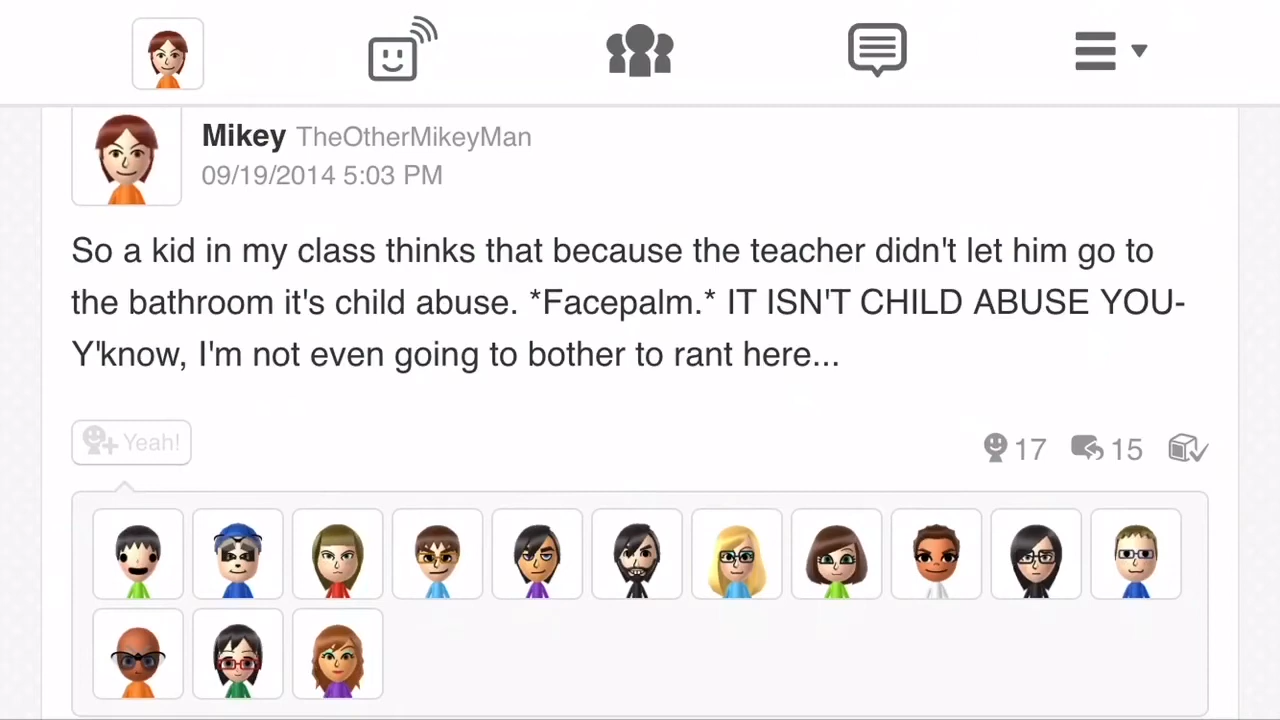 Mikey TheOtherMikeyMan
09/19/2014 5:03 PM
So a kid in my class thinks that because the teacher didn't let him go to
the bathroom it's child abuse. *Facepalm.* IT ISN'T CHILD ABUSE YOU-
Y'know, I'm not even going to bother to rant here...
Yeah!
17 15